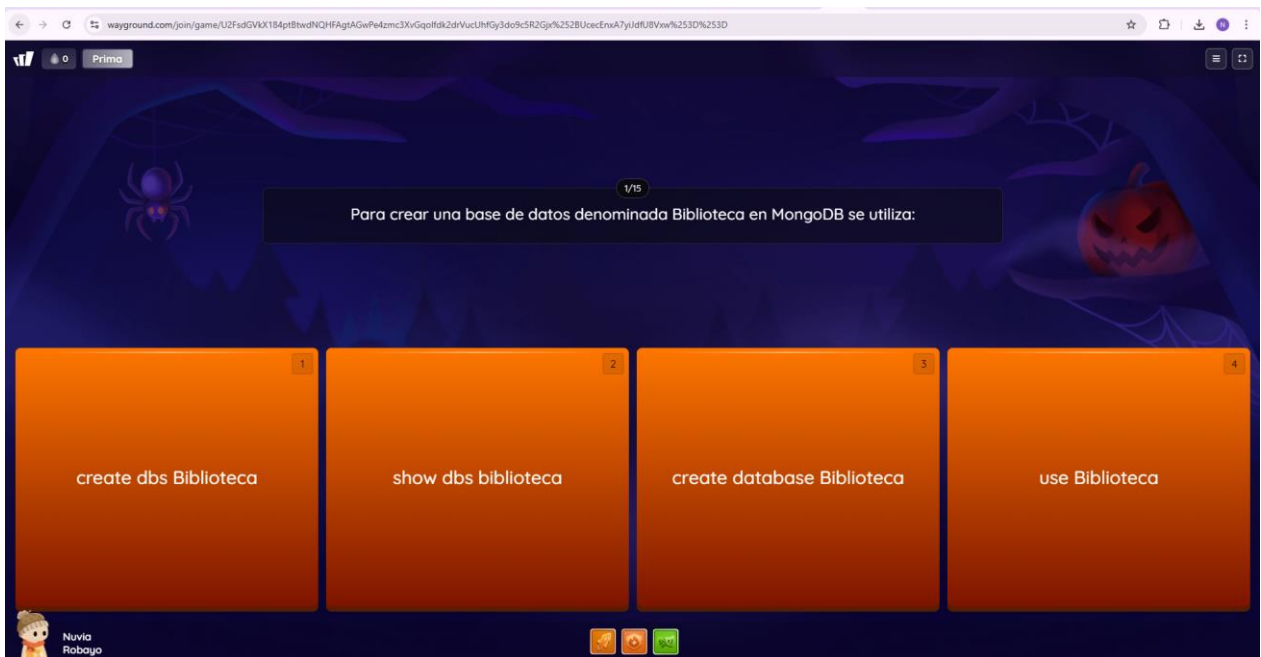 wayground.com/join/game/U2FsdGVkX184ptBtwdNQHFAgtAGwPe4zmc3XvGqoIfdk2drVucUhfGy3do9c5R2Gjx%252BUcecEnxA7yiJdfU8Vxw%253D%253D
N
0
Prima
1/15
Para crear una base de datos denominada Biblioteca en MongoDB se utiliza:
1
2
3
4
create dbs Biblioteca
show dbs biblioteca
create database Biblioteca
use Biblioteca
Nuvia
Robayo